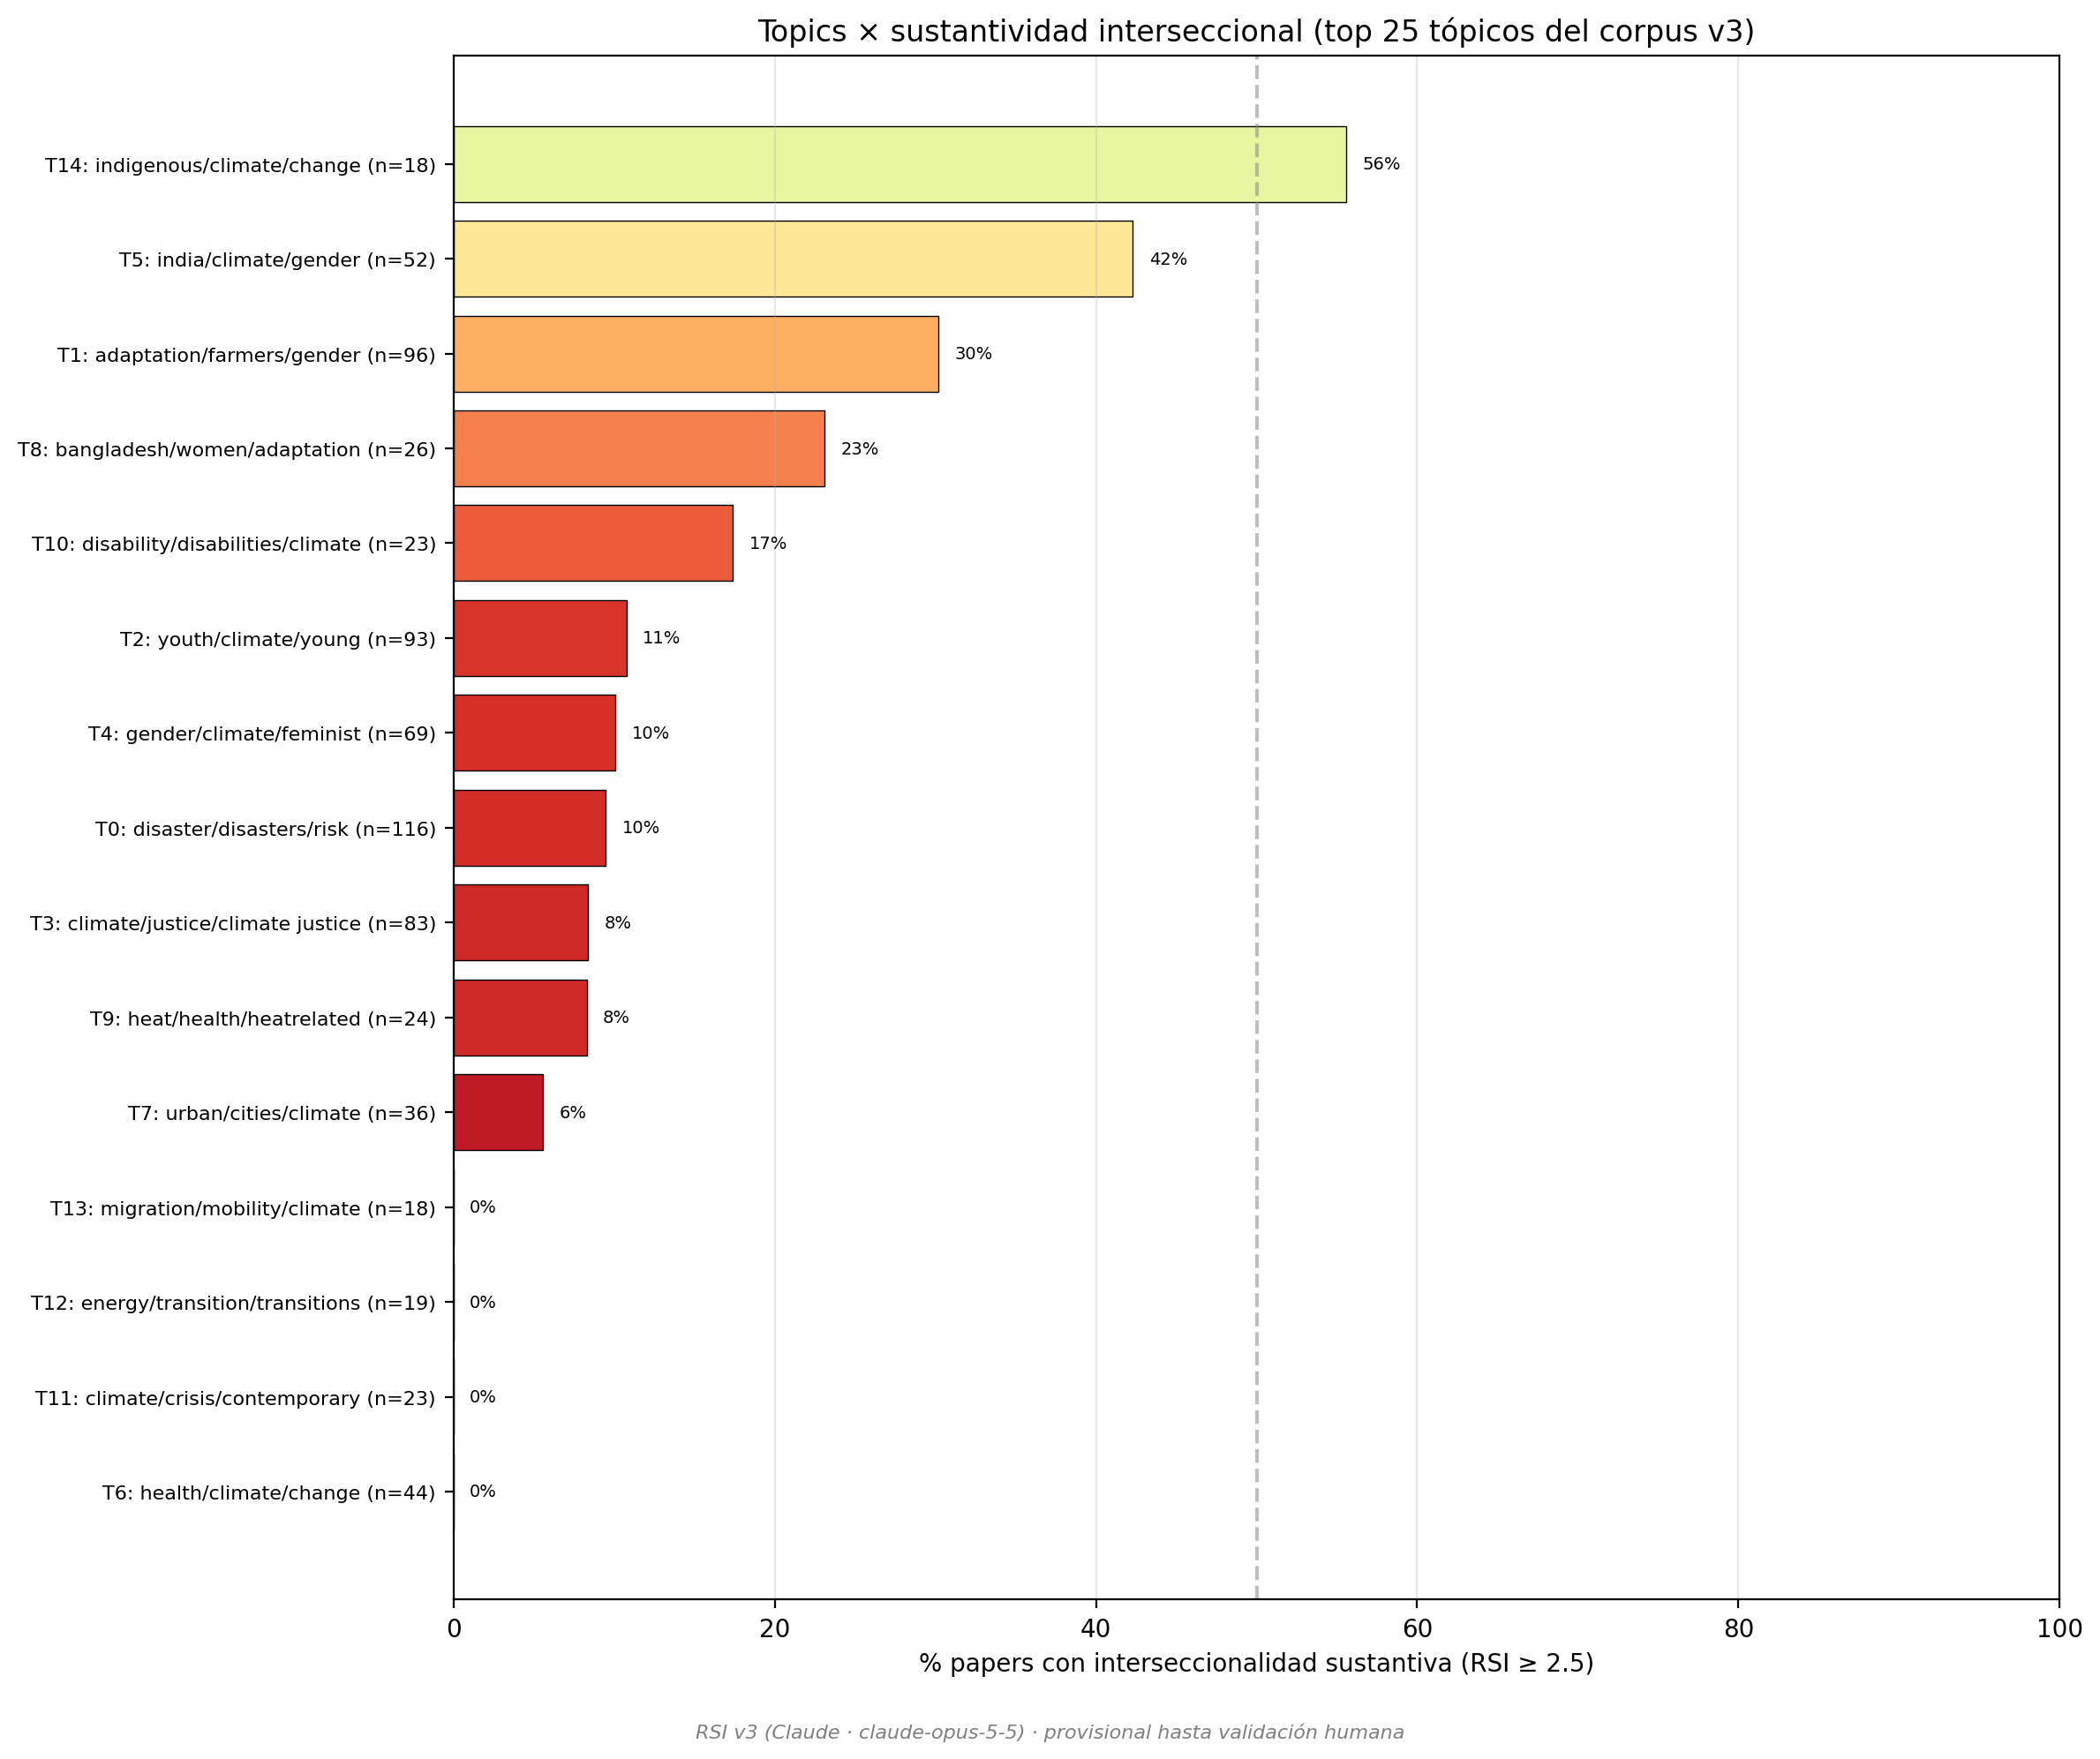 Topics × sustantividad interseccional (top 25 tópicos del corpus v3)
T14: indigenous/climate/change (n=18) 56%
T5: india/climate/gender (n=52) 42%
T1: adaptation/farmers/gender (n=96) 30%
T8: bangladesh/women/adaptation (n=26) 23%
T10: disability/disabilities/climate (n=23) 17%
T2: youth/climate/young (n=93) 11%
T4: gender/climate/feminist (n=69) 10%
T0: disaster/disasters/risk (n=116) 10%
T3: climate/justice/climate justice (n=83) 8%
T9: heat/health/heatrelated (n=24) 8%
T7: urban/cities/climate (n=36) 6%
T13: migration/mobility/climate (n=18) 0%
T12: energy/transition/transitions (n=19) 0%
T11: climate/crisis/contemporary (n=23) 0%
T6: health/climate/change (n=44) 0%
0 20 40 60 80 100
% papers con interseccionalidad sustantiva (RSI ≥ 2.5)
RSI v3 (Claude · claude-opus-5-5) · provisional hasta validación humana